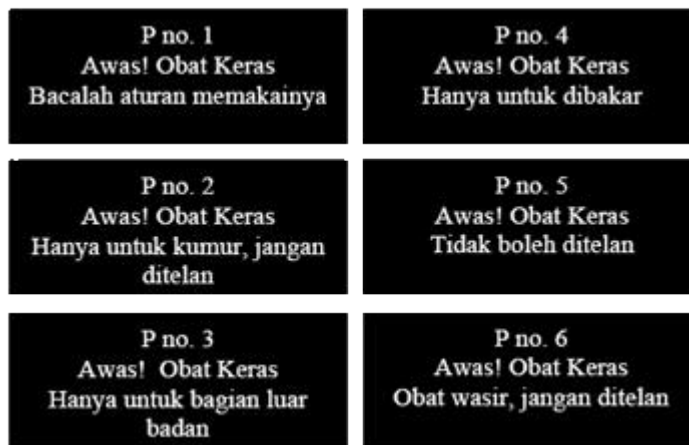 P no. 1
Awas! Obat Keras
Bacalah aturan memakainya
P no. 2
Awas! Obat Keras
Hanya untuk kumur, jangan
ditelan
P no. 3
Awas! Obat Keras
Hanya untuk bagian luar
badan
P no. 4
Awas! Obat Keras
Hanya untuk dibakar
P no. 5
Awas! Obat Keras
Tidak boleh ditelan
P no. 6
Awas! Obat Keras
Obat wasir, jangan ditelan